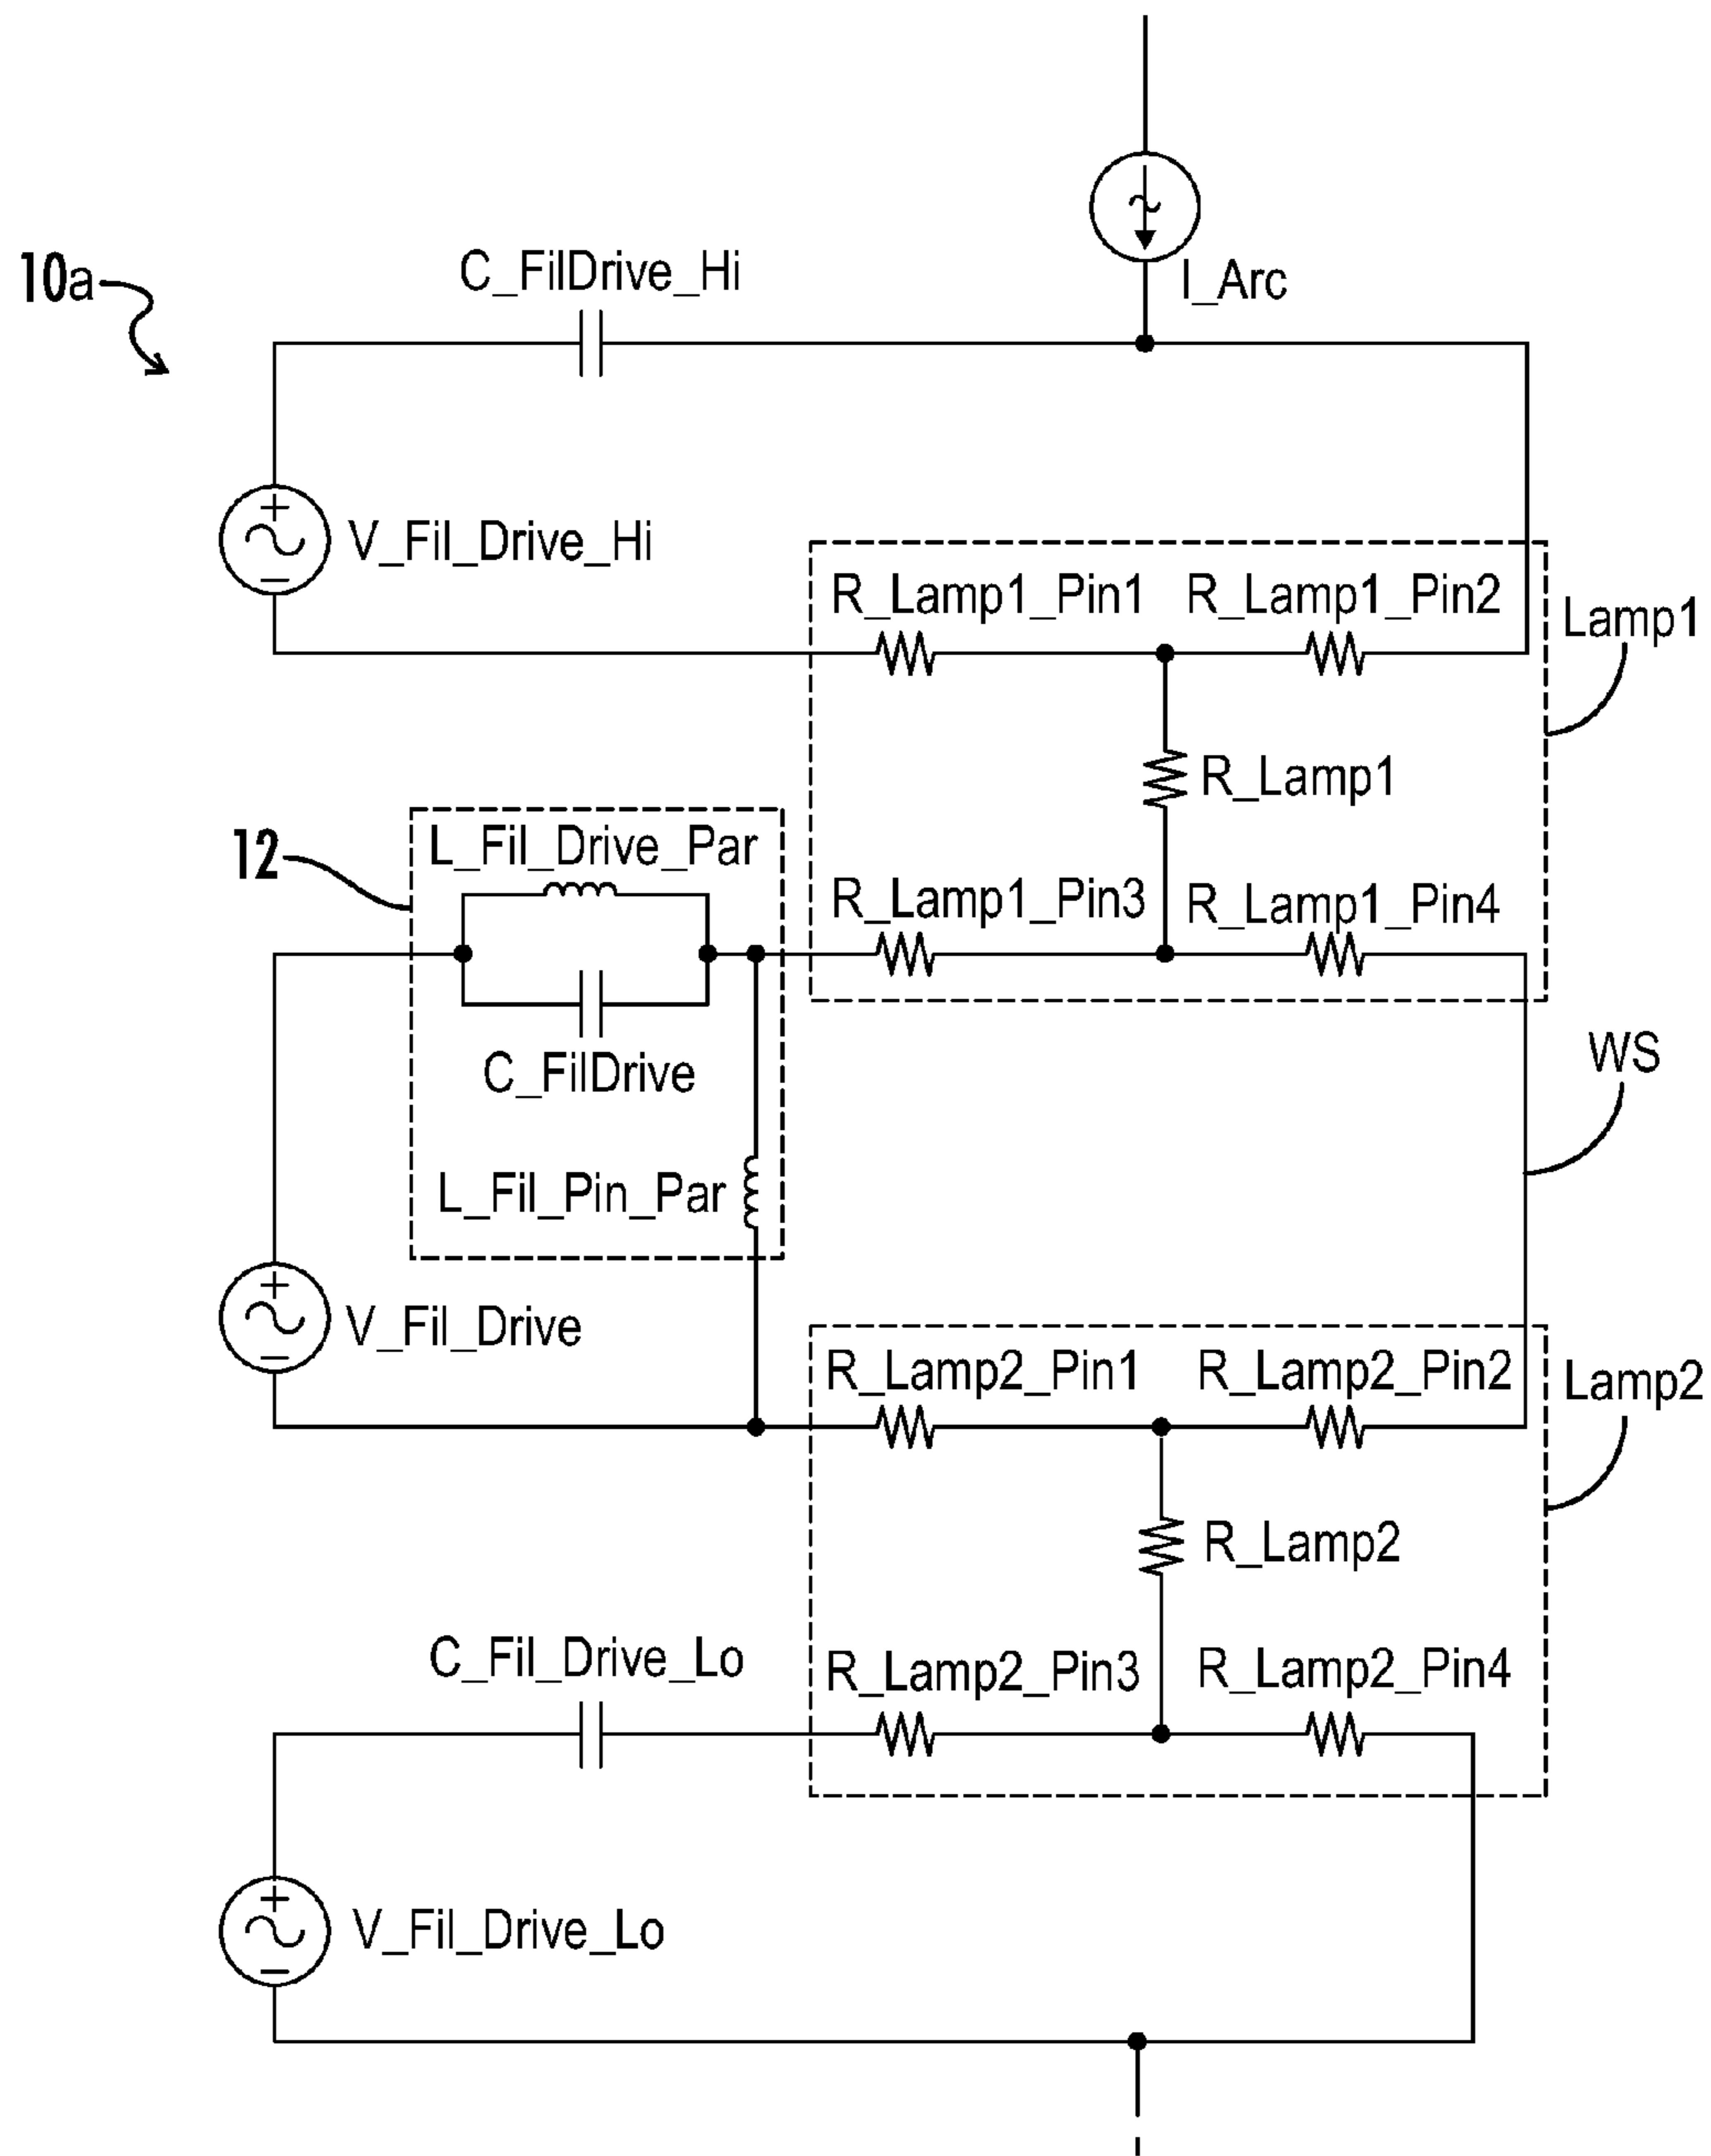 10a
C_FilDrive_Hi
I_Arc
V_Fil_Drive_Hi
R_Lamp1_Pin1
R_Lamp1_Pin2
Lamp1
R_Lamp1
12
L_Fil_Drive_Par
R_Lamp1_Pin3
R_Lamp1_Pin4
C_FilDrive
WS
L_Fil_Pin_Par
V_Fil_Drive
R_Lamp2_Pin1
R_Lamp2_Pin2
Lamp2
R_Lamp2
C_Fil_Drive_Lo
R_Lamp2_Pin3
R_Lamp2_Pin4
V_Fil_Drive_Lo